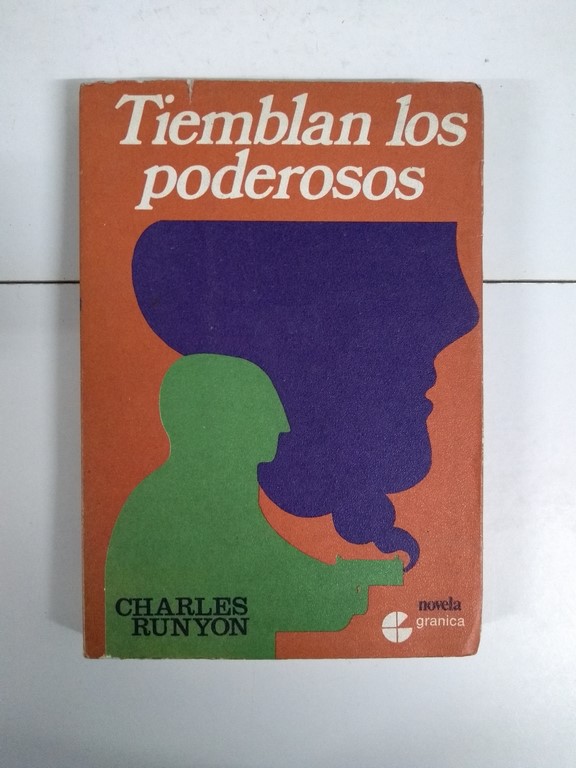 Tiemblan los
poderosos
CHARLES
RUNYON
novela
granica